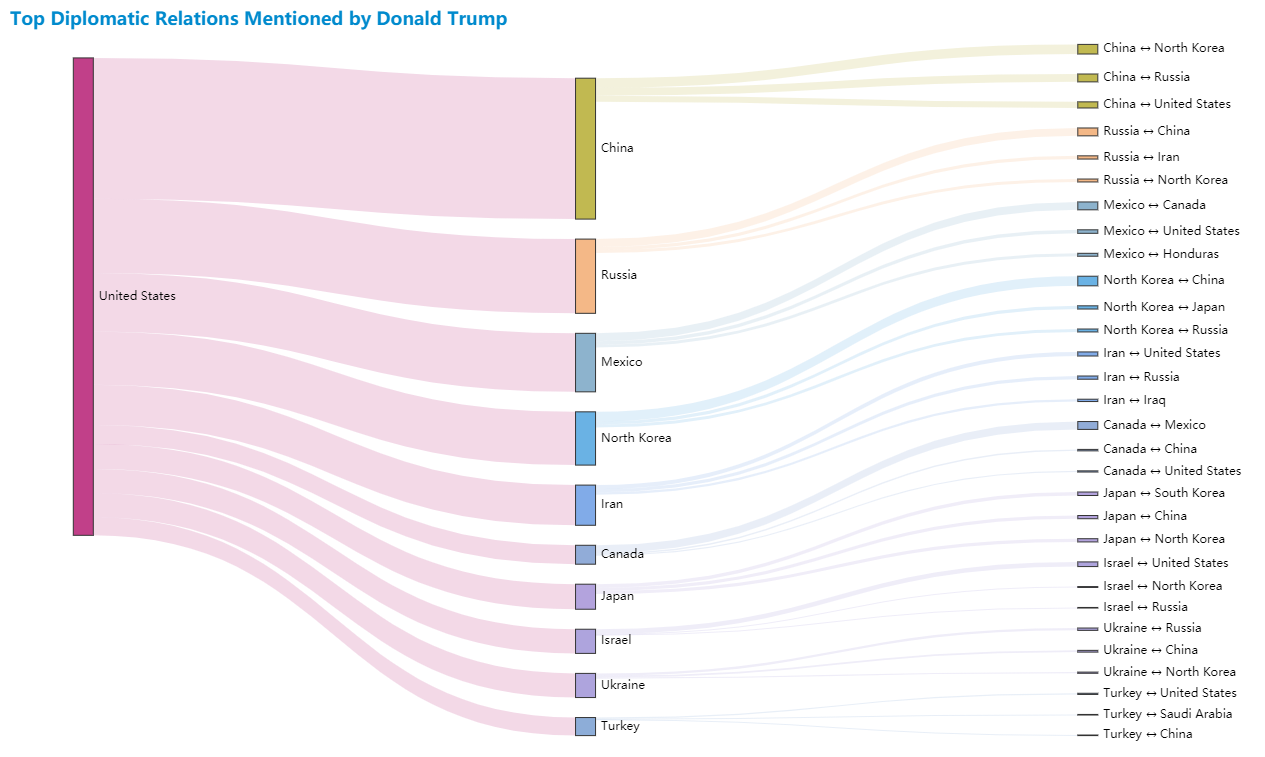 Top Diplomatic Relations Mentioned by Donald Trump
United States
China
Russia
Mexico
North Korea
Iran
Canada
Japan
Israel
Ukraine
Turkey
China ↔ North Korea
China ↔ Russia
China ↔ United States
Russia ↔ China
Russia ↔ Iran
Russia ↔ North Korea
Mexico ↔ Canada
Mexico ↔ United States
Mexico ↔ Honduras
North Korea ↔ China
North Korea ↔ Japan
North Korea ↔ Russia
Iran ↔ United States
Iran ↔ Russia
Iran ↔ Iraq
Canada ↔ Mexico
Canada ↔ China
Canada ↔ United States
Japan ↔ South Korea
Japan ↔ China
Japan ↔ North Korea
Israel ↔ United States
Israel ↔ North Korea
Israel ↔ Russia
Ukraine ↔ Russia
Ukraine ↔ China
Ukraine ↔ North Korea
Turkey ↔ United States
Turkey ↔ Saudi Arabia
Turkey ↔ China